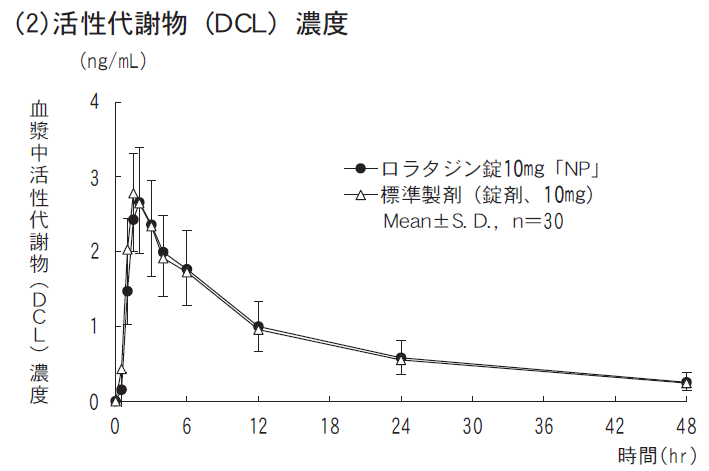 (2)活性代謝物(DCL)濃度
(ng/mL)
血漿中活性代謝物(DCL)濃度
4
3
2
1
0
ロラタジン錠10mg「NP」
標準製剤(錠剤、10mg)
Mean±S.D., n=30
0 6 12 18 24 30 36 42 48
時間(hr)